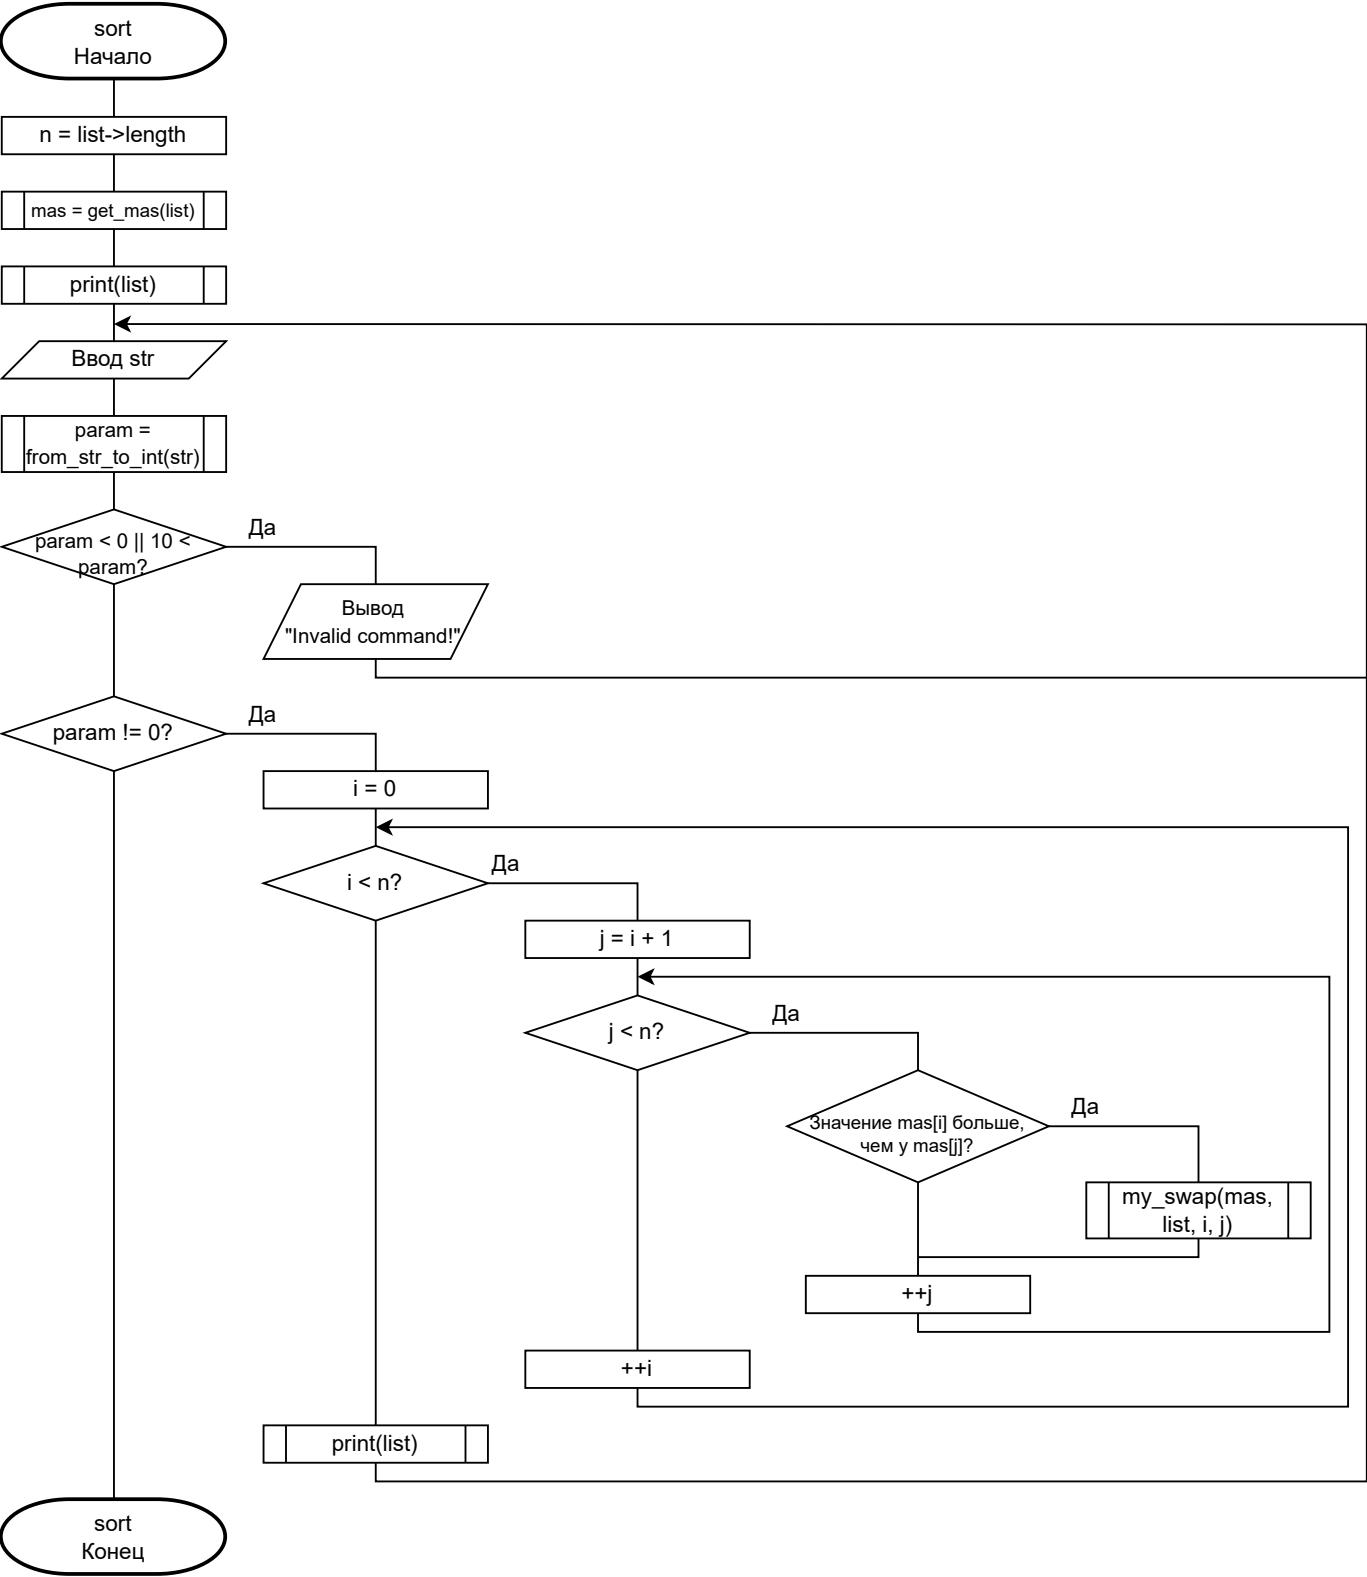 sort
Начало
n = list->length
mas = get_mas(list)
print(list)
Ввод str
param =
from_str_to_int(str)
Да
param < 0 || 10 <
param?
Вывод
"Invalid command!"
Да
param != 0?
i = 0
Да
i < n?
j = i + 1
Да
j < n?
Да
Значение mas[i] больше,
чем у mas[j]?
my_swap(mas,
list, i, j)
++j
++i
print(list)
sort
Конец